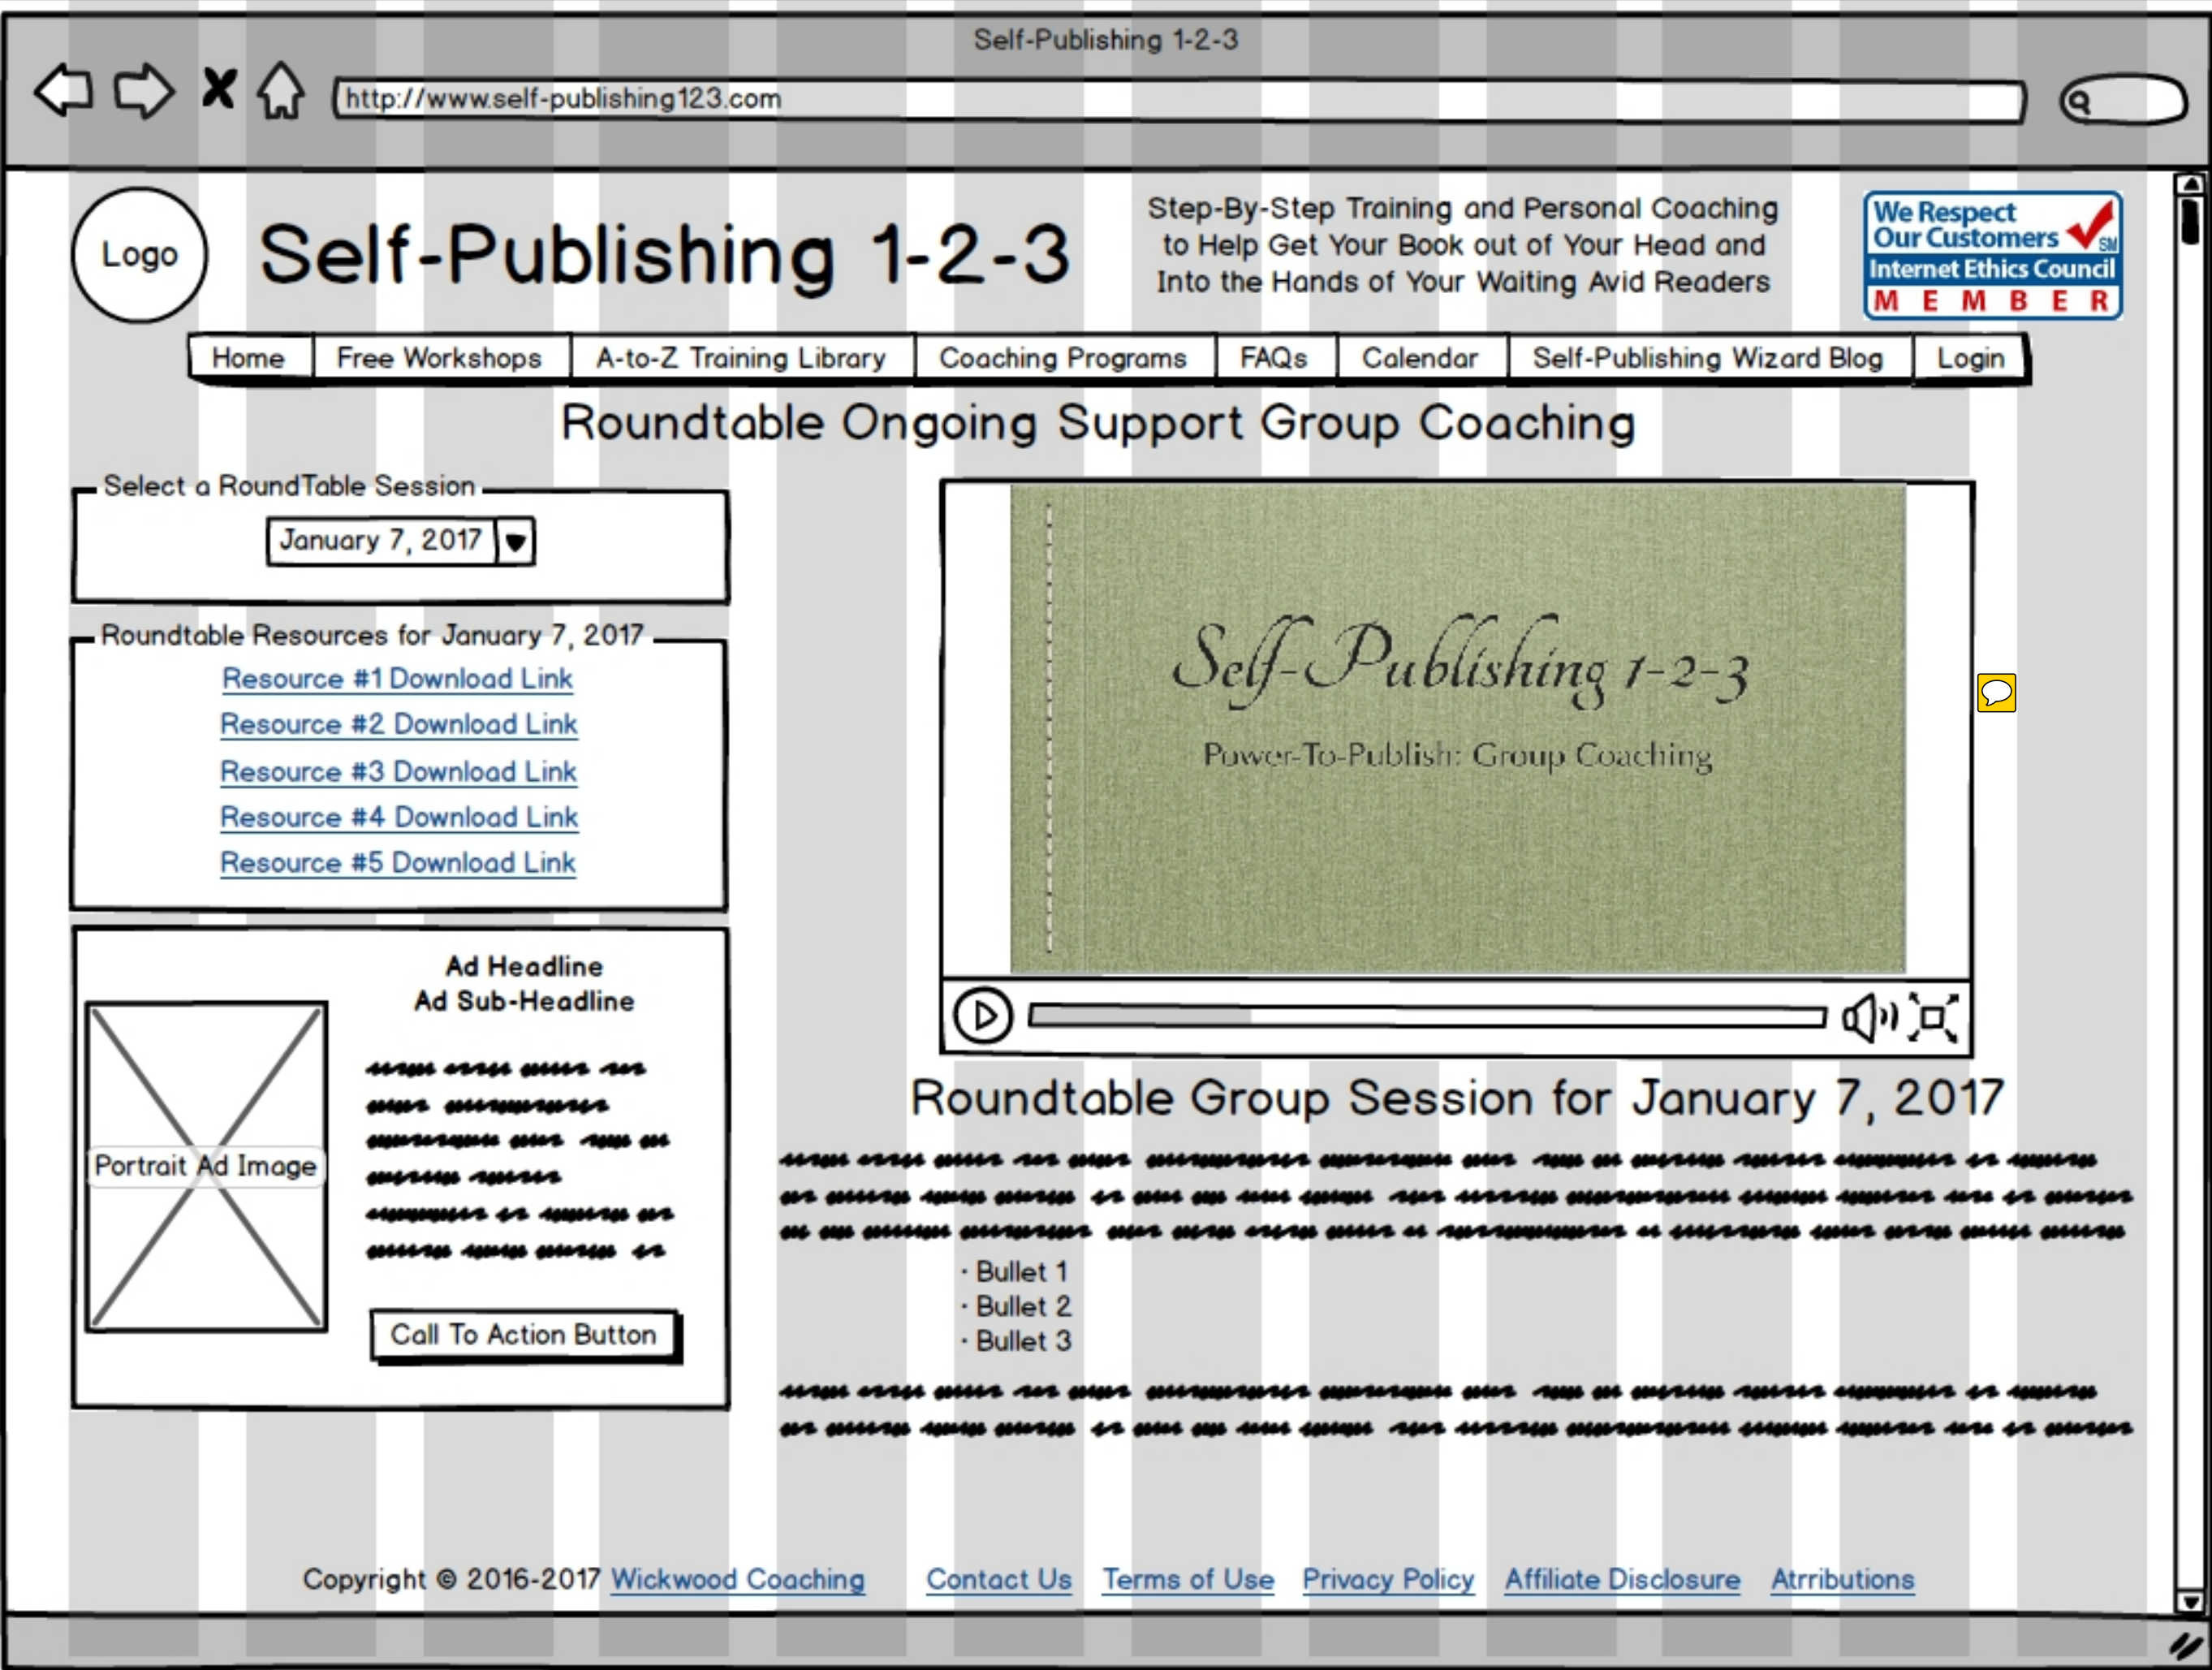 Self-Publishing 1-2-3
http://www.self-publishing123.com
Logo
Self-Publishing 1-2-3
Step-By-Step Training and Personal Coaching
to Help Get Your Book out of Your Head and
Into the Hands of Your Waiting Avid Readers
We Respect
Our Customers
SM
Internet Ethics Council
MEMBER
Home
Free Workshops
A-to-Z Training Library
Coaching Programs
FAQs
Calendar
Self-Publishing Wizard Blog
Login
Roundtable Ongoing Support Group Coaching
Select a RoundTable Session
January 7, 2017
Roundtable Resources for January 7, 2017
Resource #1 Download Link
Resource #2 Download Link
Resource #3 Download Link
Resource #4 Download Link
Resource #5 Download Link
Ad Headline
Ad Sub-Headline
Portrait Ad Image
Call To Action Button
Self-Publishing 1-2-3
Power-To-Publish: Group Coaching
Roundtable Group Session for January 7, 2017
· Bullet 1
· Bullet 2
· Bullet 3
Copyright © 2016-2017 Wickwood Coaching
Contact Us
Terms of Use
Privacy Policy
Affiliate Disclosure
Atrributions